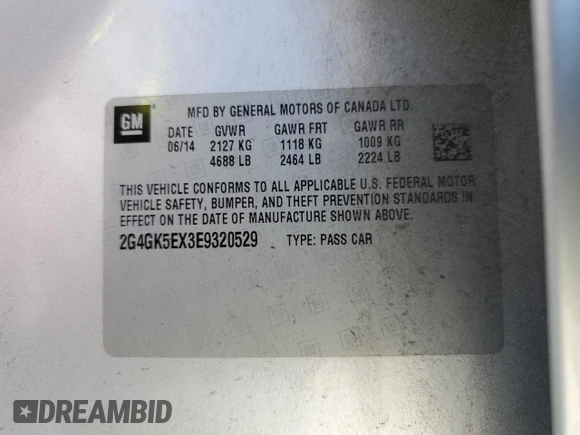 GM
MFD BY GENERAL MOTORS OF CANADA LTD.
DATE GVWR GAWR FRT GAWR RR
06/14 2127 KG 1118 KG 1009 KG
4688 LB 2464 LB 2224 LB
THIS VEHICLE CONFORMS TO ALL APPLICABLE U.S. FEDERAL MOTOR
VEHICLE SAFETY, BUMPER, AND THEFT PREVENTION STANDARDS IN
EFFECT ON THE DATE OF MANUFACTURE SHOWN ABOVE.
2G4GK5EX3E9320529 TYPE: PASS CAR
DREAMBID